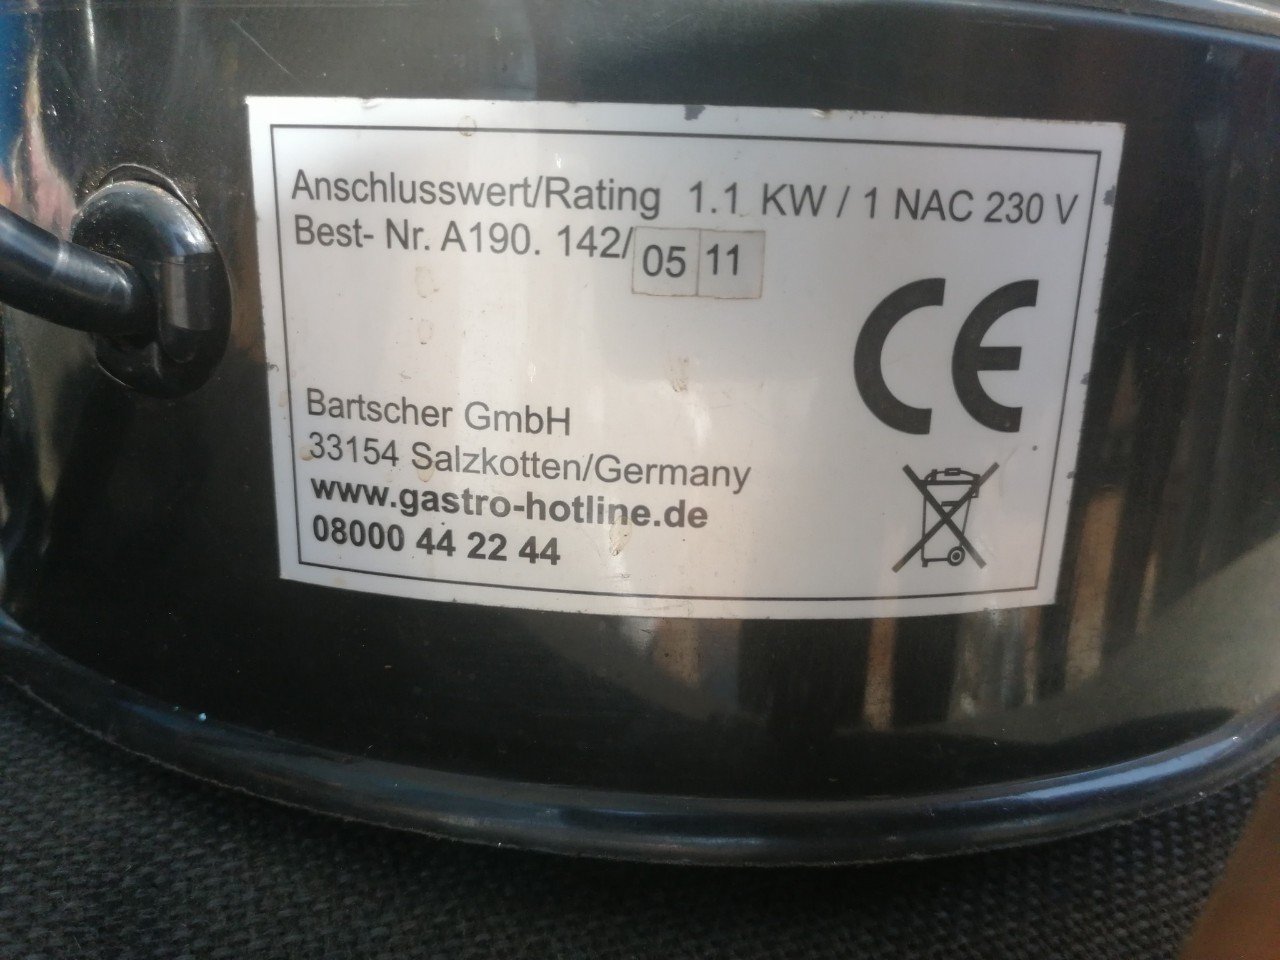 Anschlusswert/Rating 1.1 KW / 1 NAC 230 V
Best- Nr. A190. 142/ 05 11
CE
Bartscher GmbH
33154 Salzkotten/Germany
www.gastro-hotline.de
08000 44 22 44